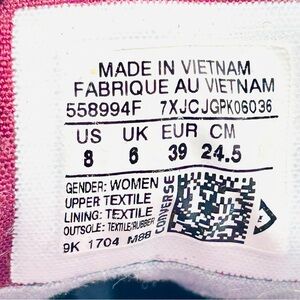 MADE IN VIETNAM
FABRIQUE AU VIETNAM
558994F 7XJCJGPK06036
US UK EUR CM
8 6 39 24.5
GENDER: WOMEN
UPPER TEXTILE
LINING: TEXTILE
OUTSOLE: TEXTILE/RUBBER
9K 1704 M88
CONVERSE